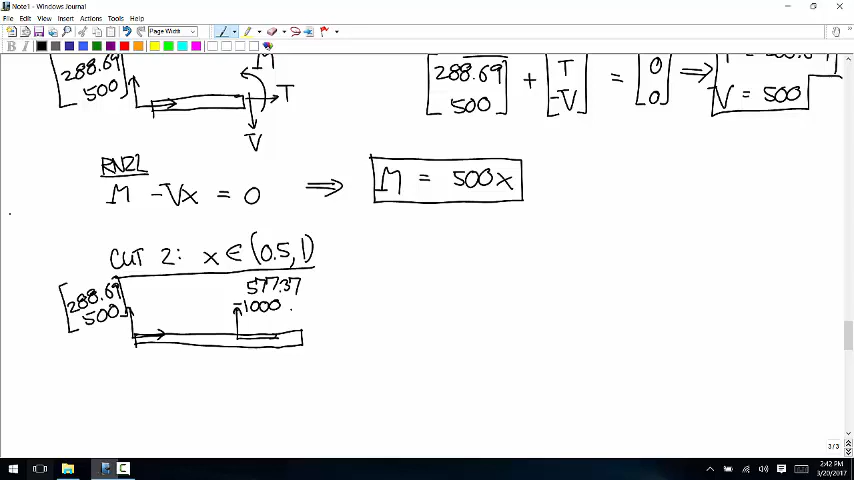 Note1 - Windows Journal
File Edit View Insert Actions Tools Help
Page Width
B I
M
288.69
500
T
V
288.69
500
+
T
-V
=
0
0
⇒
V = 500
RNZL
M - Vx = 0 ⇒ M = 500x
CUT 2: x ∈ (0.5, 1)
288.69
500
577.37
-1000
3/3
2:42 PM
3/20/2017